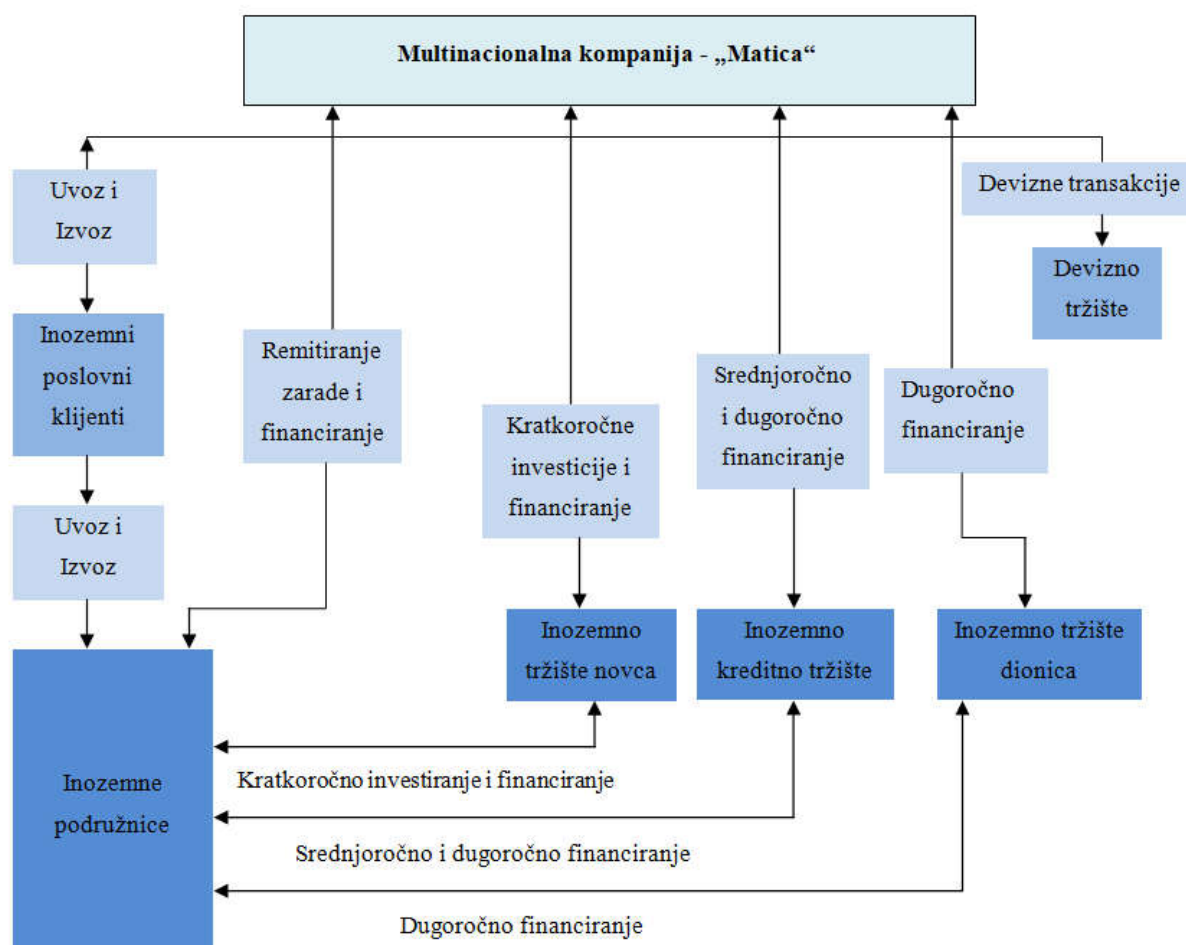 Multinacionalna kompanija - „Matica“
Uvoz i
Izvoz
Devizne transakcije
Devizno
tržište
Inozemni
poslovni
klijenti
Remitiranje
zarade i
financiranje
Kratkoročne
investicije i
financiranje
Srednjoročno
i dugoročno
financiranje
Dugoročno
financiranje
Uvoz i
Izvoz
Inozemno
tržište novca
Inozemno
kreditno tržište
Inozemno tržište
dionica
Inozemne
podružnice
Kratkoročno investiranje i financiranje
Srednjoročno i dugoročno financiranje
Dugoročno financiranje